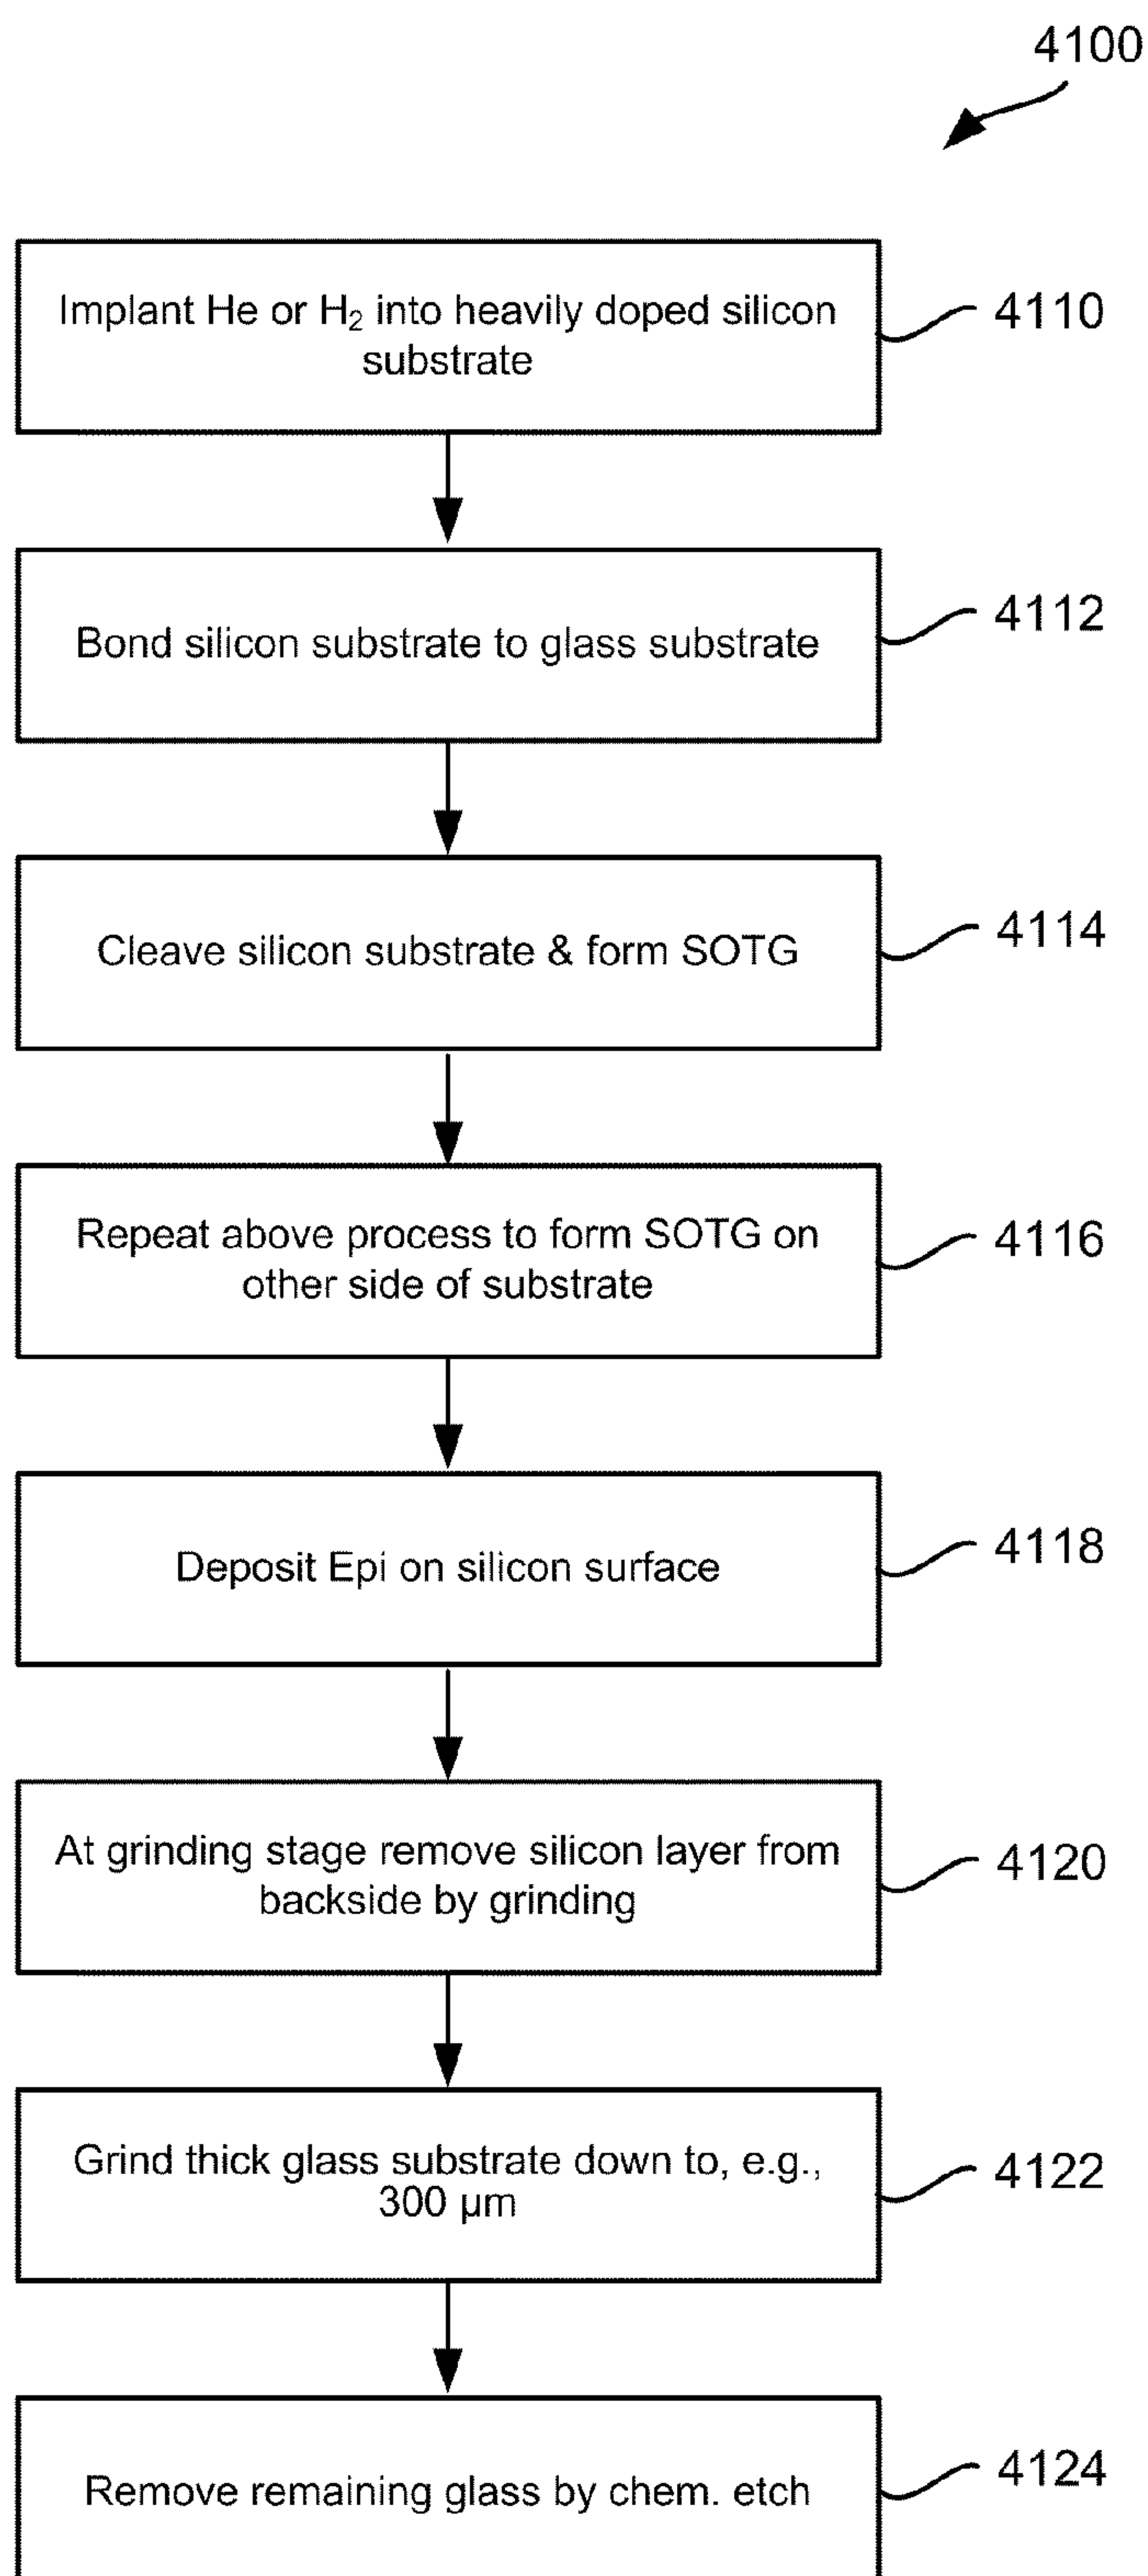 4100
Implant He or H₂ into heavily doped silicon
substrate
4110
Bond silicon substrate to glass substrate
4112
Cleave silicon substrate & form SOTG
4114
Repeat above process to form SOTG on
other side of substrate
4116
Deposit Epi on silicon surface
4118
At grinding stage remove silicon layer from
backside by grinding
4120
Grind thick glass substrate down to, e.g.,
300 µm
4122
Remove remaining glass by chem. etch
4124